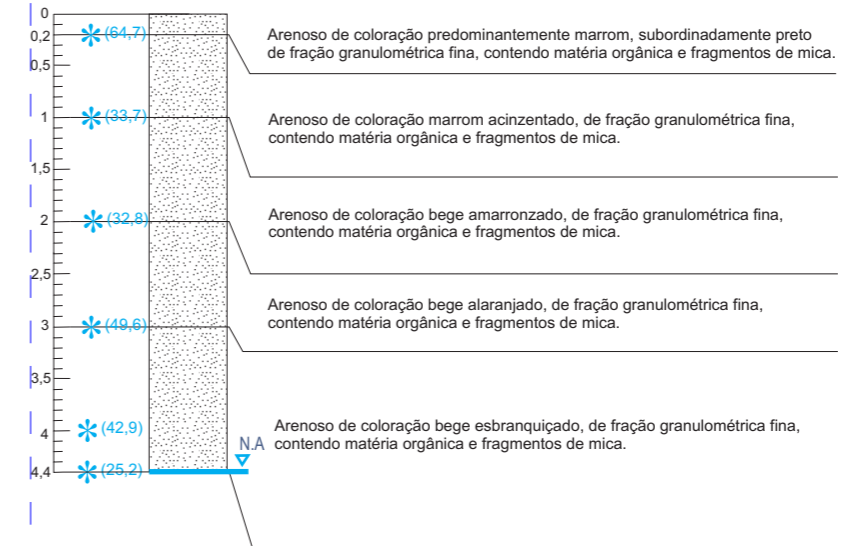 0
0,2
(64,7)
Arenoso de coloração predominantemente marrom, subordinadamente preto
de fração granulométrica fina, contendo matéria orgânica e fragmentos de mica.
0,5
1
(33,7)
Arenoso de coloração marrom acinzentado, de fração granulométrica fina,
contendo matéria orgânica e fragmentos de mica.
1,5
2
(32,8)
Arenoso de coloração bege amarronzado, de fração granulométrica fina,
contendo matéria orgânica e fragmentos de mica.
2,5
3
(49,6)
Arenoso de coloração bege alaranjado, de fração granulométrica fina,
contendo matéria orgânica e fragmentos de mica.
3,5
4
(42,9)
Arenoso de coloração bege esbranquiçado, de fração granulométrica fina,
contendo matéria orgânica e fragmentos de mica.
N.A
4,4
(25,2)